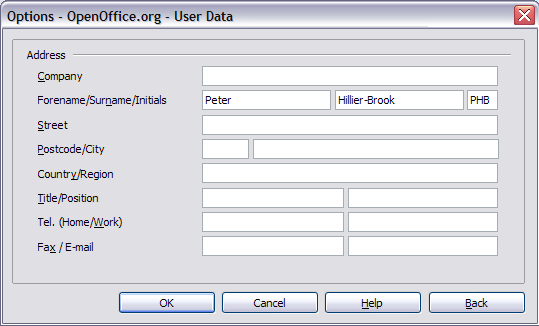 Options - OpenOffice.org - User Data
Address
Company
Forename/Surname/Initials Peter Hillier-Brook PHB
Street
Postcode/City
Country/Region
Title/Position
Tel. (Home/Work)
Fax / E-mail
OK Cancel Help Back